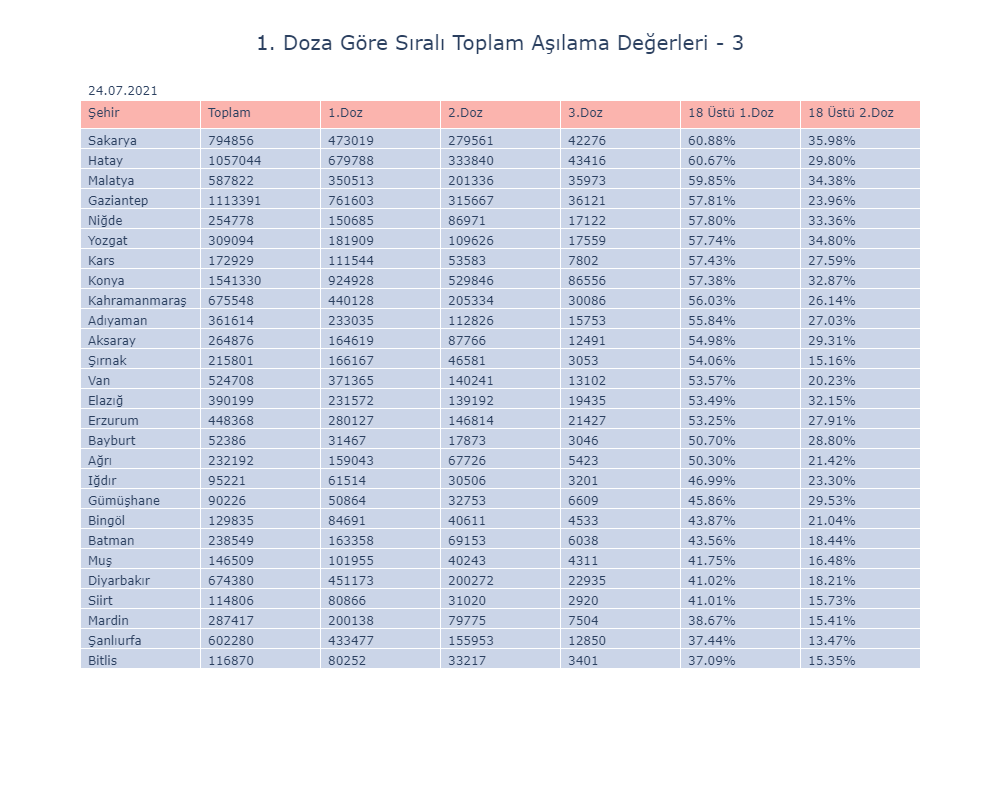 1. Doza Göre Sıralı Toplam Aşılama Değerleri - 3
24.07.2021
Şehir Toplam 1.Doz 2.Doz 3.Doz 18 Üstü 1.Doz 18 Üstü 2.Doz
Sakarya 794856 473019 279561 42276 60.88% 35.98%
Hatay 1057044 679788 333840 43416 60.67% 29.80%
Malatya 587822 350513 201336 35973 59.85% 34.38%
Gaziantep 1113391 761603 315667 36121 57.81% 23.96%
Niğde 254778 150685 86971 17122 57.80% 33.36%
Yozgat 309094 181909 109626 17559 57.74% 34.80%
Kars 172929 111544 53583 7802 57.43% 27.59%
Konya 1541330 924928 529846 86556 57.38% 32.87%
Kahramanmaraş 675548 440128 205334 30086 56.03% 26.14%
Adıyaman 361614 233035 112826 15753 55.84% 27.03%
Aksaray 264876 164619 87766 12491 54.98% 29.31%
Şırnak 215801 166167 46581 3053 54.06% 15.16%
Van 524708 371365 140241 13102 53.57% 20.23%
Elazığ 390199 231572 139192 19435 53.49% 32.15%
Erzurum 448368 280127 146814 21427 53.25% 27.91%
Bayburt 52386 31467 17873 3046 50.70% 28.80%
Ağrı 232192 159043 67726 5423 50.30% 21.42%
Iğdır 95221 61514 30506 3201 46.99% 23.30%
Gümüşhane 90226 50864 32753 6609 45.86% 29.53%
Bingöl 129835 84691 40611 4533 43.87% 21.04%
Batman 238549 163358 69153 6038 43.56% 18.44%
Muş 146509 101955 40243 4311 41.75% 16.48%
Diyarbakır 674380 451173 200272 22935 41.02% 18.21%
Siirt 114806 80866 31020 2920 41.01% 15.73%
Mardin 287417 200138 79775 7504 38.67% 15.41%
Şanlıurfa 602280 433477 155953 12850 37.44% 13.47%
Bitlis 116870 80252 33217 3401 37.09% 15.35%